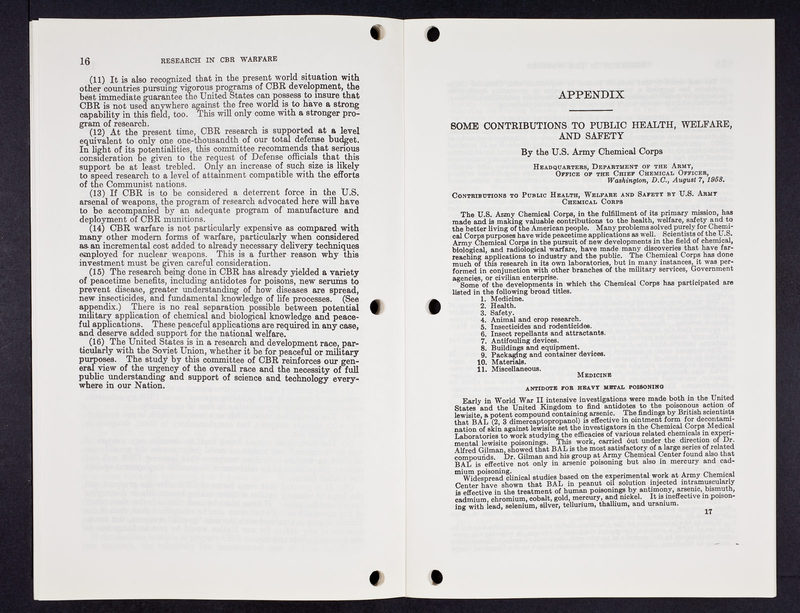 16 RESEARCH IN CBR WARFARE
(11) It is also recognized that in the present world situation with
other countries pursuing vigorous programs of CBR development, the
best immediate guarantee the United States can possess to insure that
CBR is not used anywhere against the free world is to have a strong
capability in this field, too. This will only come with a stronger pro-
gram of research.
(12) At the present time, CBR research is supported at a level
equivalent to only one one-thousandth of our total defense budget.
In light of its potentialities, this committee recommends that serious
consideration be given to the request of Defense officials that this
support be at least trebled. Only an increase of such size is likely
to speed research to a level of attainment compatible with the efforts
of the Communist nations.
(13) If CBR is to be considered a deterrent force in the U.S.
arsenal of weapons, the program of research advocated here will have
to be accompanied by an adequate program of manufacture and
deployment of CBR munitions.
(14) CBR warfare is not particularly expensive as compared with
many other modern forms of warfare, particularly when considered
as an incremental cost added to already necessary delivery techniques
employed for nuclear weapons. This is a further reason why this
investment must be given careful consideration.
(15) The research being done in CBR has already yielded a variety
of peacetime benefits, including antidotes for poisons, new serums to
prevent disease, greater understanding of how diseases are spread,
new insecticides, and fundamental knowledge of life processes. (See
appendix.) There is no real separation possible between potential
military application of chemical and biological knowledge and peace-
ful applications. These peaceful applications are required in any case,
and deserve added support for the national welfare.
(16) The United States is in a research and development race, par-
ticularly with the Soviet Union, whether it be for peaceful or military
purposes. The study by this committee of CBR reinforces our gen-
eral view of the urgency of the overall race and the necessity of full
public understanding and support of science and technology every-
where in our Nation.
APPENDIX
SOME CONTRIBUTIONS TO PUBLIC HEALTH, WELFARE,
AND SAFETY
By the U.S. Army Chemical Corps
HEADQUARTERS, DEPARTMENT OF THE ARMY,
OFFICE OF THE CHIEF CHEMICAL OFFICER,
Washington, D.C., August 7, 1958.
CONTRIBUTIONS TO PUBLIC HEALTH, WELFARE AND SAFETY BY U.S. ARMY
CHEMICAL CORPS
The U.S. Army Chemical Corps, in the fulfillment of its primary mission, has
made and is making valuable contributions to the health, welfare, safety and to
the better living of the American people. Many problems solved purely for Chemi-
cal Corps purposes have wide peacetime applications as well. Scientists of the U.S.
Army Chemical Corps in the pursuit of new developments in the field of chemical,
biological, and radiological warfare, have made many discoveries that have far-
reaching applications to industry and the public. The Chemical Corps has done
much of this research in its own laboratories, but in many instances, it was per-
formed in conjunction with other branches of the military services, Government
agencies, or civilian enterprise.
Some of the developments in which the Chemical Corps has participated are
listed in the following broad titles.
1. Medicine.
2. Health.
3. Safety.
4. Animal and crop research.
5. Insecticides and rodenticides.
6. Insect repellants and attractants.
7. Antifouling devices.
8. Buildings and equipment.
9. Packaging and container devices.
10. Materials.
11. Miscellaneous.
MEDICINE
ANTIDOTE FOR HEAVY METAL POISONING
Early in World War II intensive investigations were made both in the United
States and the United Kingdom to find antidotes to the poisonous action of
lewisite, a potent compound containing arsenic. The findings by British scientists
that BAL (2, 3 dimercaptopropanol) is effective in ointment form for decontami-
nation of skin against lewisite set the investigators in the Chemical Corps Medical
Laboratories to work studying the efficacies of various related chemicals in experi-
mental lewisite poisonings. This work, carried out under the direction of Dr.
Alfred Gilman, showed that BAL is the most satisfactory of a large series of related
compounds. Dr. Gilman and his group at Army Chemical Center found also that
BAL is effective not only in arsenic poisoning but also in mercury and cad-
mium poisoning.
Widespread clinical studies based on the experimental work at Army Chemical
Center have shown that BAL in peanut oil solution injected intramuscularly
is effective in the treatment of human poisonings by antimony, arsenic, bismuth,
cadmium, chromium, cobalt, gold, mercury, and nickel. It is ineffective in poison-
ing with lead, selenium, silver, tellurium, thallium, and uranium.
17